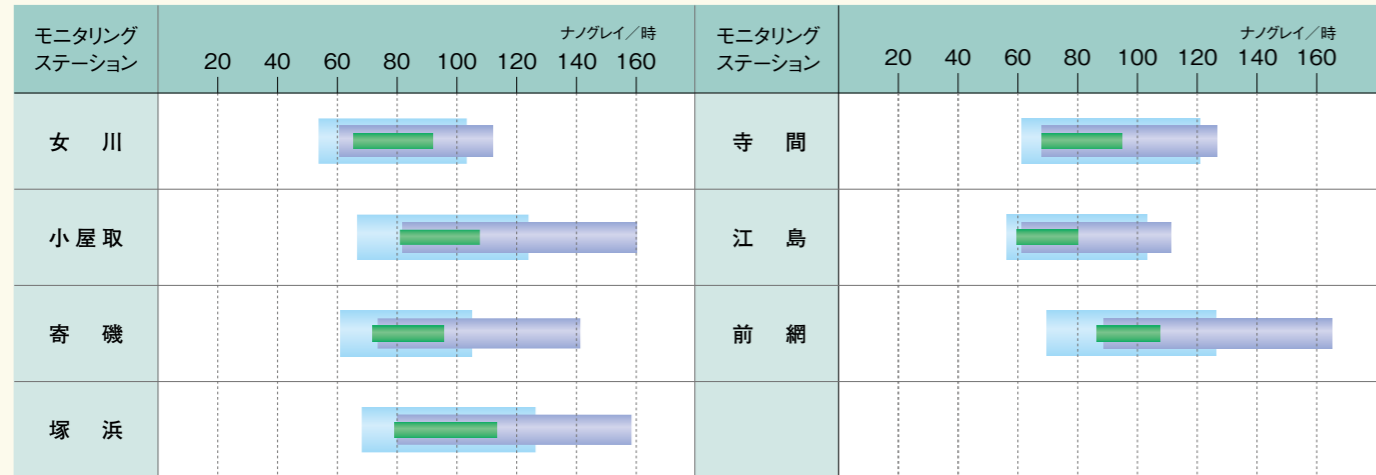 モニタリング
ステーション
ナノグレイ／時
20 40 60 80 100 120 140 160
モニタリング
ステーション
ナノグレイ／時
20 40 60 80 100 120 140 160
女 川
寺 間
小屋取
江 島
寄 磯
前 網
塚 浜